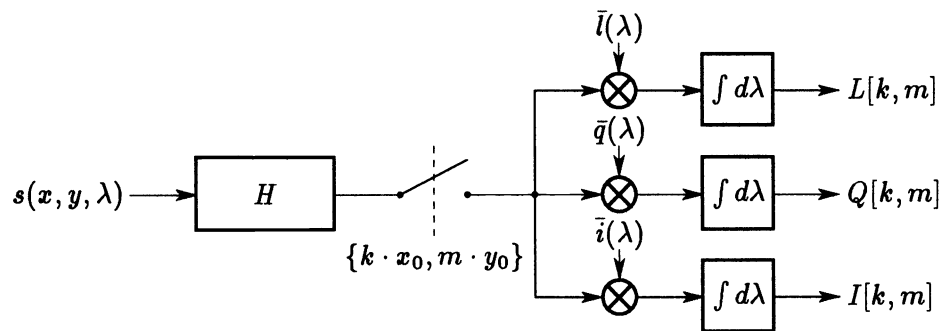 l̄(λ)
∫ dλ
L[k, m]
q̄(λ)
s(x, y, λ)
H
∫ dλ
Q[k, m]
{k · x₀, m · y₀}
ī(λ)
∫ dλ
I[k, m]